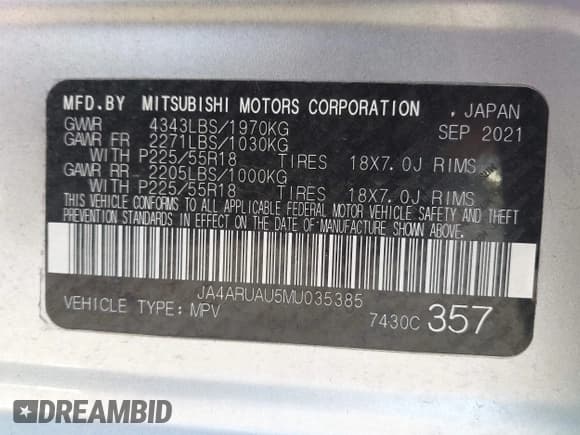 MFD.BY MITSUBISHI MOTORS CORPORATION , JAPAN
GVWR 4343LBS/1970KG SEP 2021
GAWR FR 2271LBS/1030KG
WITH P225/55R18 TIRES 18X7.0J RIMS
GAWR RR 2205LBS/1000KG
WITH P225/55R18 TIRES 18X7.0J RIMS
THIS VEHICLE CONFORMS TO ALL APPLICABLE FEDERAL MOTOR VEHICLE SAFETY AND THEFT
PREVENTION STANDARDS IN EFFECT ON THE DATE OF MANUFACTURE SHOWN ABOVE.
JA4ARUAU5MU035385
VEHICLE TYPE: MPV 7430C 357
DREAMBID